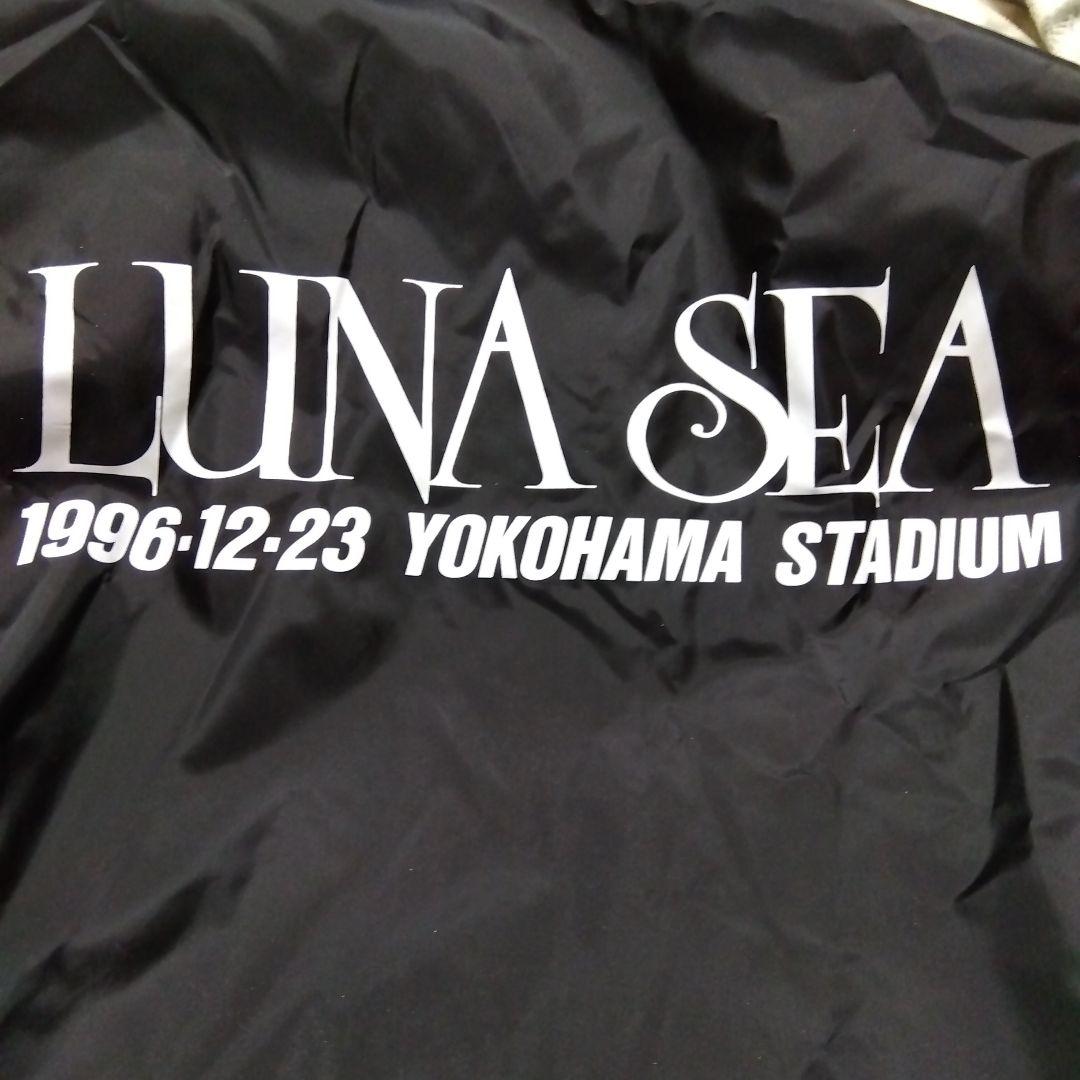 LUNA SEA
1996·12·23 YOKOHAMA STADIUM